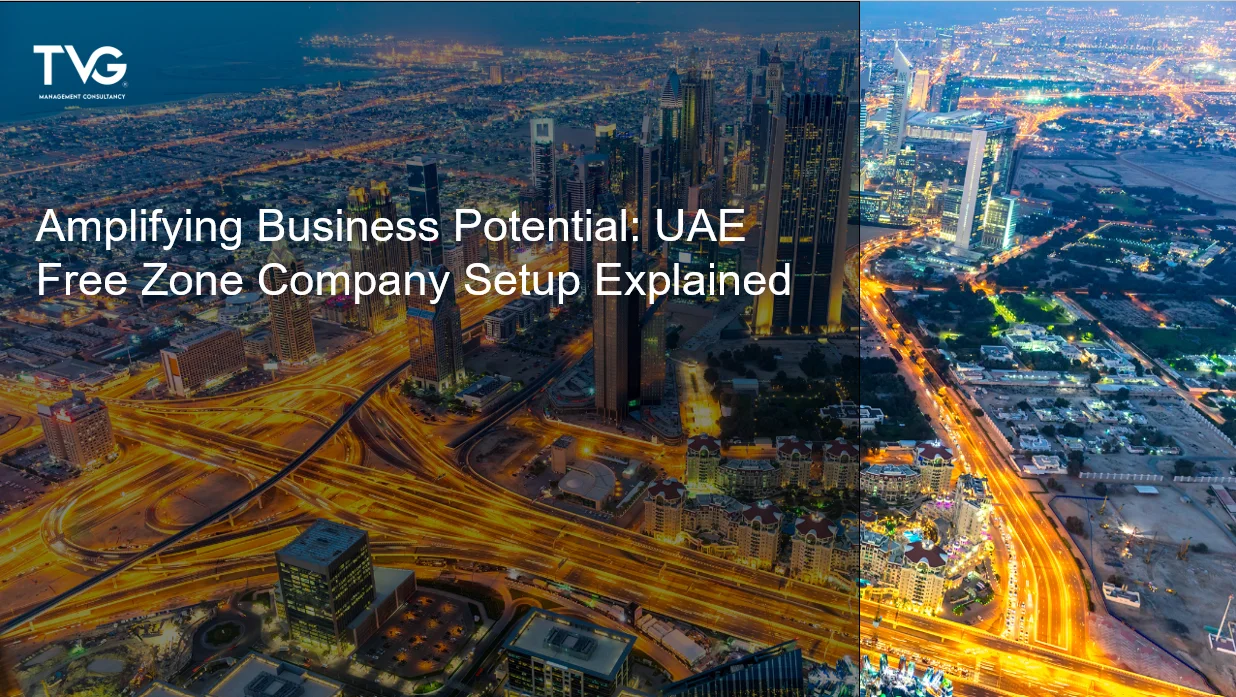 TVG
MANAGEMENT CONSULTANCY
Amplifying Business Potential: UAE
Free Zone Company Setup Explained